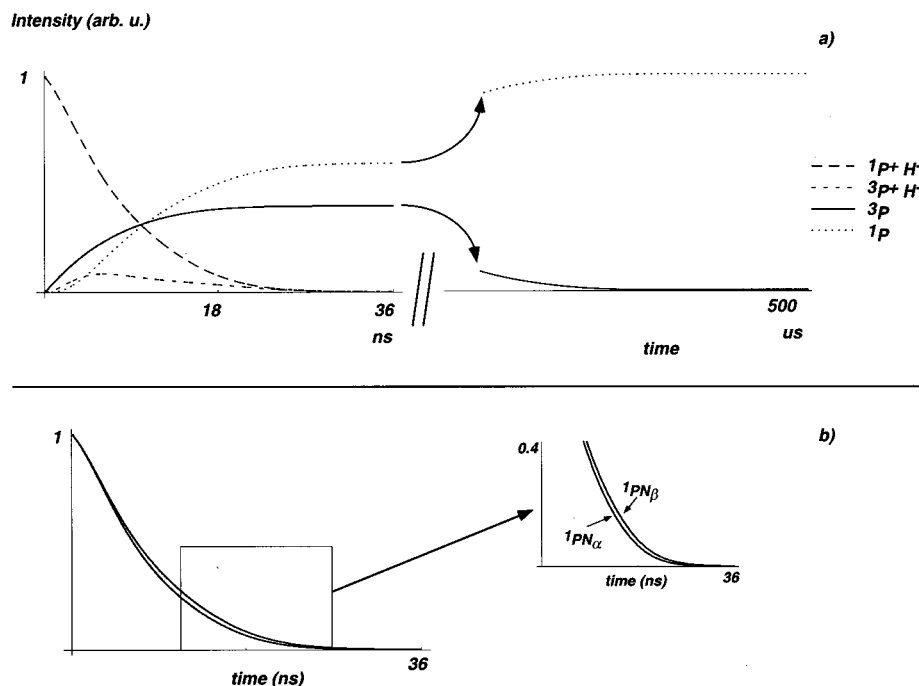 Intensity (arb. u.)
a)
1
1P+ H-
3P+ H-
3P
1P
18
36
ns
500
us
time
1
b)
0.4
1PNβ
1PNα
time (ns)
36
36
time (ns)